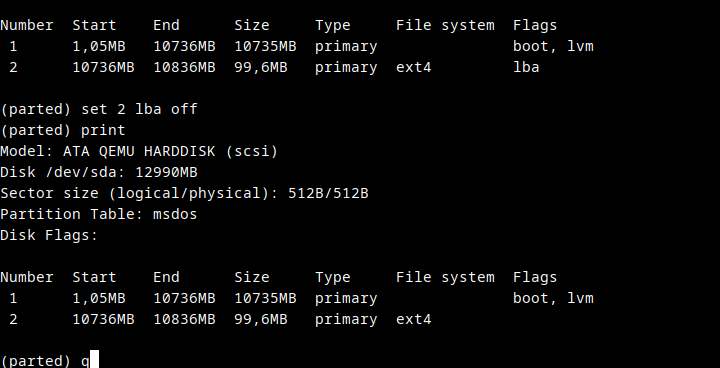 Number  Start    End      Size     Type     File system  Flags
 1      1,05MB   10736MB  10735MB  primary               boot, lvm
 2      10736MB  10836MB  99,6MB   primary  ext4         lba
(parted) set 2 lba off
(parted) print
Model: ATA QEMU HARDDISK (scsi)
Disk /dev/sda: 12990MB
Sector size (logical/physical): 512B/512B
Partition Table: msdos
Disk Flags:
Number  Start    End      Size     Type     File system  Flags
 1      1,05MB   10736MB  10735MB  primary               boot, lvm
 2      10736MB  10836MB  99,6MB   primary  ext4
(parted) q